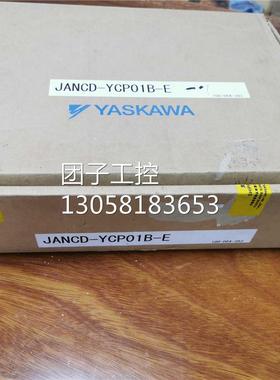 JANCD-YCP01B-E
YASKAWA
团子工控
13058183653
JANCD-YCP01B-E